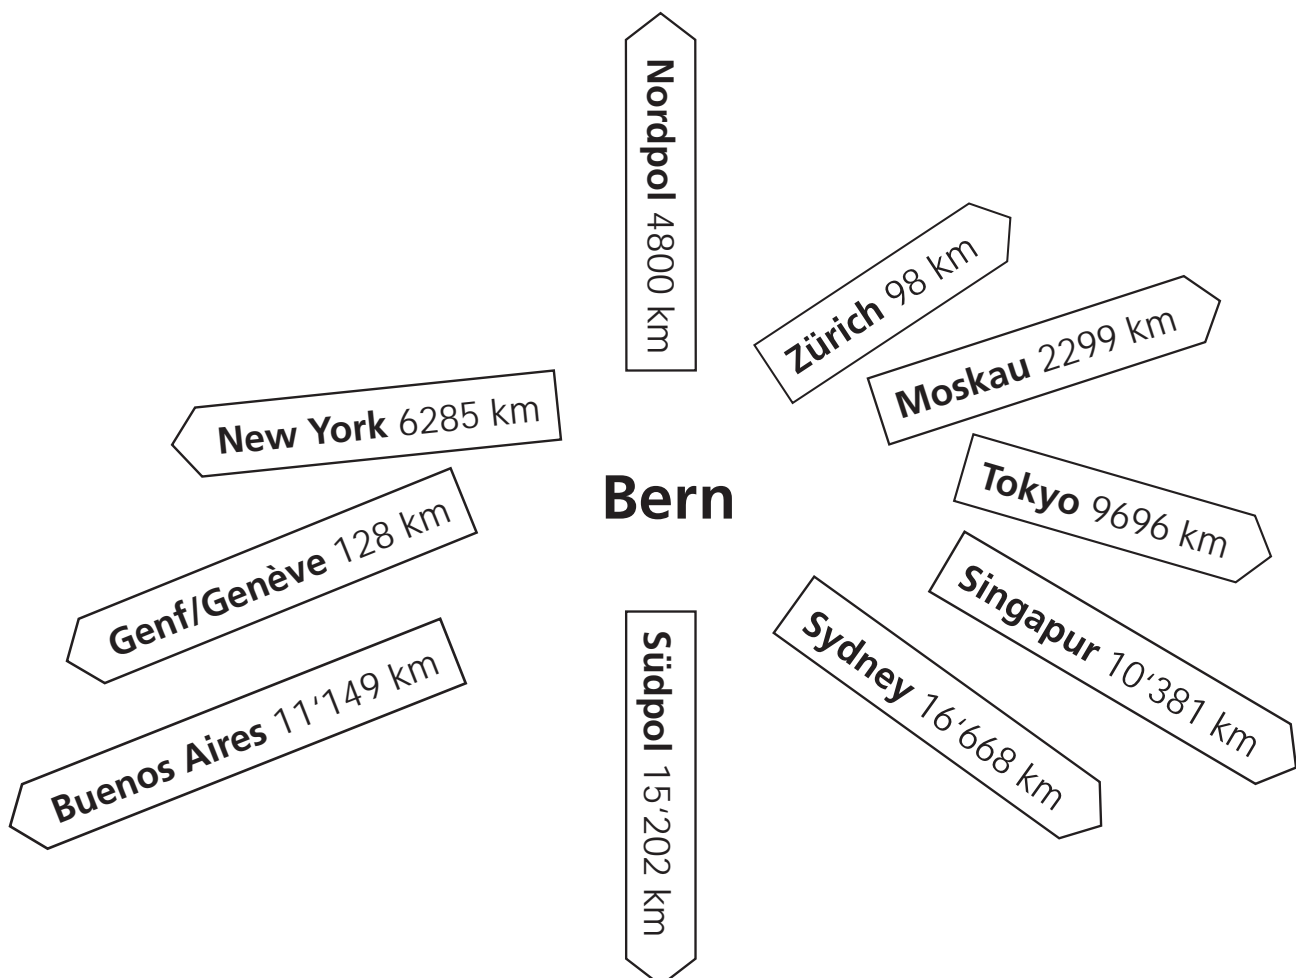 Nordpol 4800 km
Zürich 98 km
Moskau 2299 km
New York 6285 km
Tokyo 9696 km
Bern
Genf/Genève 128 km
Singapur 10‘381 km
Sydney 16‘668 km
Buenos Aires 11‘149 km
Südpol 15‘202 km